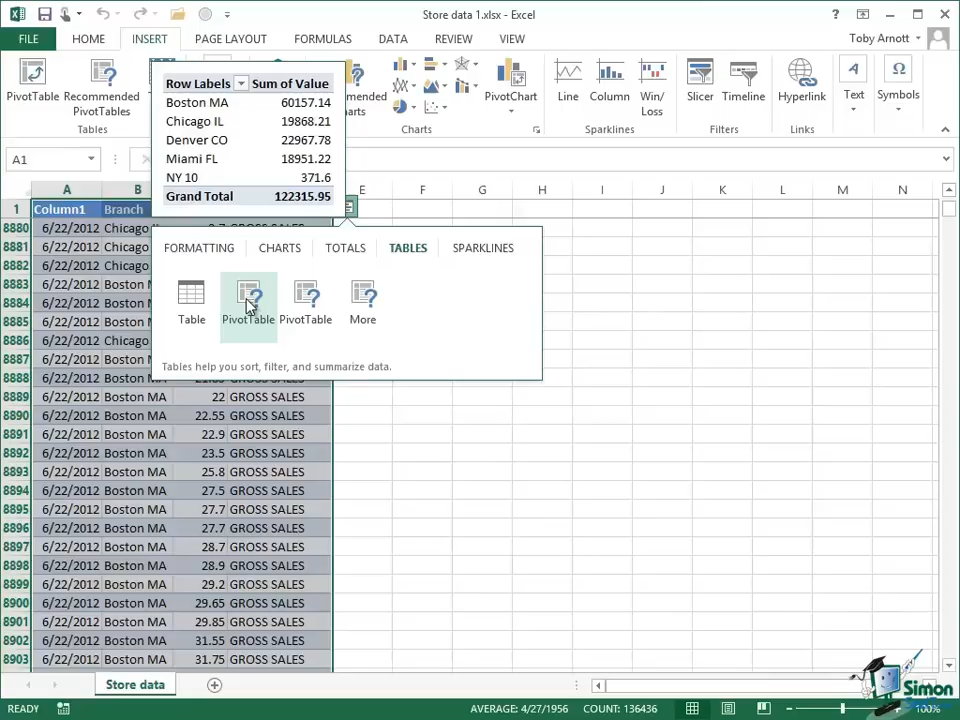 Store data 1.xlsx - Excel
FILE HOME INSERT PAGE LAYOUT FORMULAS DATA REVIEW VIEW
Toby Arnott
PivotTable
Recommended
PivotTables
PivotChart
Line
Column
Win/
Loss
Slicer
Timeline
Hyperlink
Text
Symbols
Tables
Charts
Sparklines
Filters
Links
Row Labels Sum of Value
Boston MA 60157.14
Chicago IL 19868.21
Denver CO 22967.78
Miami FL 18951.22
NY 10 371.6
Grand Total 122315.95
A1
A B E F G H I J K L M N
1 Column1 Branch
FORMATTING CHARTS TOTALS TABLES SPARKLINES
Table PivotTable PivotTable More
Tables help you sort, filter, and summarize data.
8880 6/22/2012 Chicago
8881 6/22/2012 Chicago
8882 6/22/2012 Chicago
8883 6/22/2012 Boston M
8884 6/22/2012 Boston M
8885 6/22/2012 Boston M
8886 6/22/2012 Chicago
8888 6/22/2012 Boston MA
8889 6/22/2012 Boston MA 22 GROSS SALES
8890 6/22/2012 Boston MA 22.55 GROSS SALES
8891 6/22/2012 Boston MA 22.9 GROSS SALES
8892 6/22/2012 Boston MA 23.5 GROSS SALES
8893 6/22/2012 Boston MA 25.8 GROSS SALES
8894 6/22/2012 Boston MA 27.5 GROSS SALES
8895 6/22/2012 Boston MA 27.7 GROSS SALES
8896 6/22/2012 Boston MA 27.7 GROSS SALES
8897 6/22/2012 Boston MA 28.7 GROSS SALES
8898 6/22/2012 Boston MA 28.9 GROSS SALES
8899 6/22/2012 Boston MA 29.2 GROSS SALES
8900 6/22/2012 Boston MA 29.65 GROSS SALES
8901 6/22/2012 Boston MA 29.85 GROSS SALES
8902 6/22/2012 Boston MA 31.55 GROSS SALES
8903 6/22/2012 Boston MA 31.75 GROSS SALES
Store data
Simon
READY AVERAGE: 4/27/1956 COUNT: 136436 100%